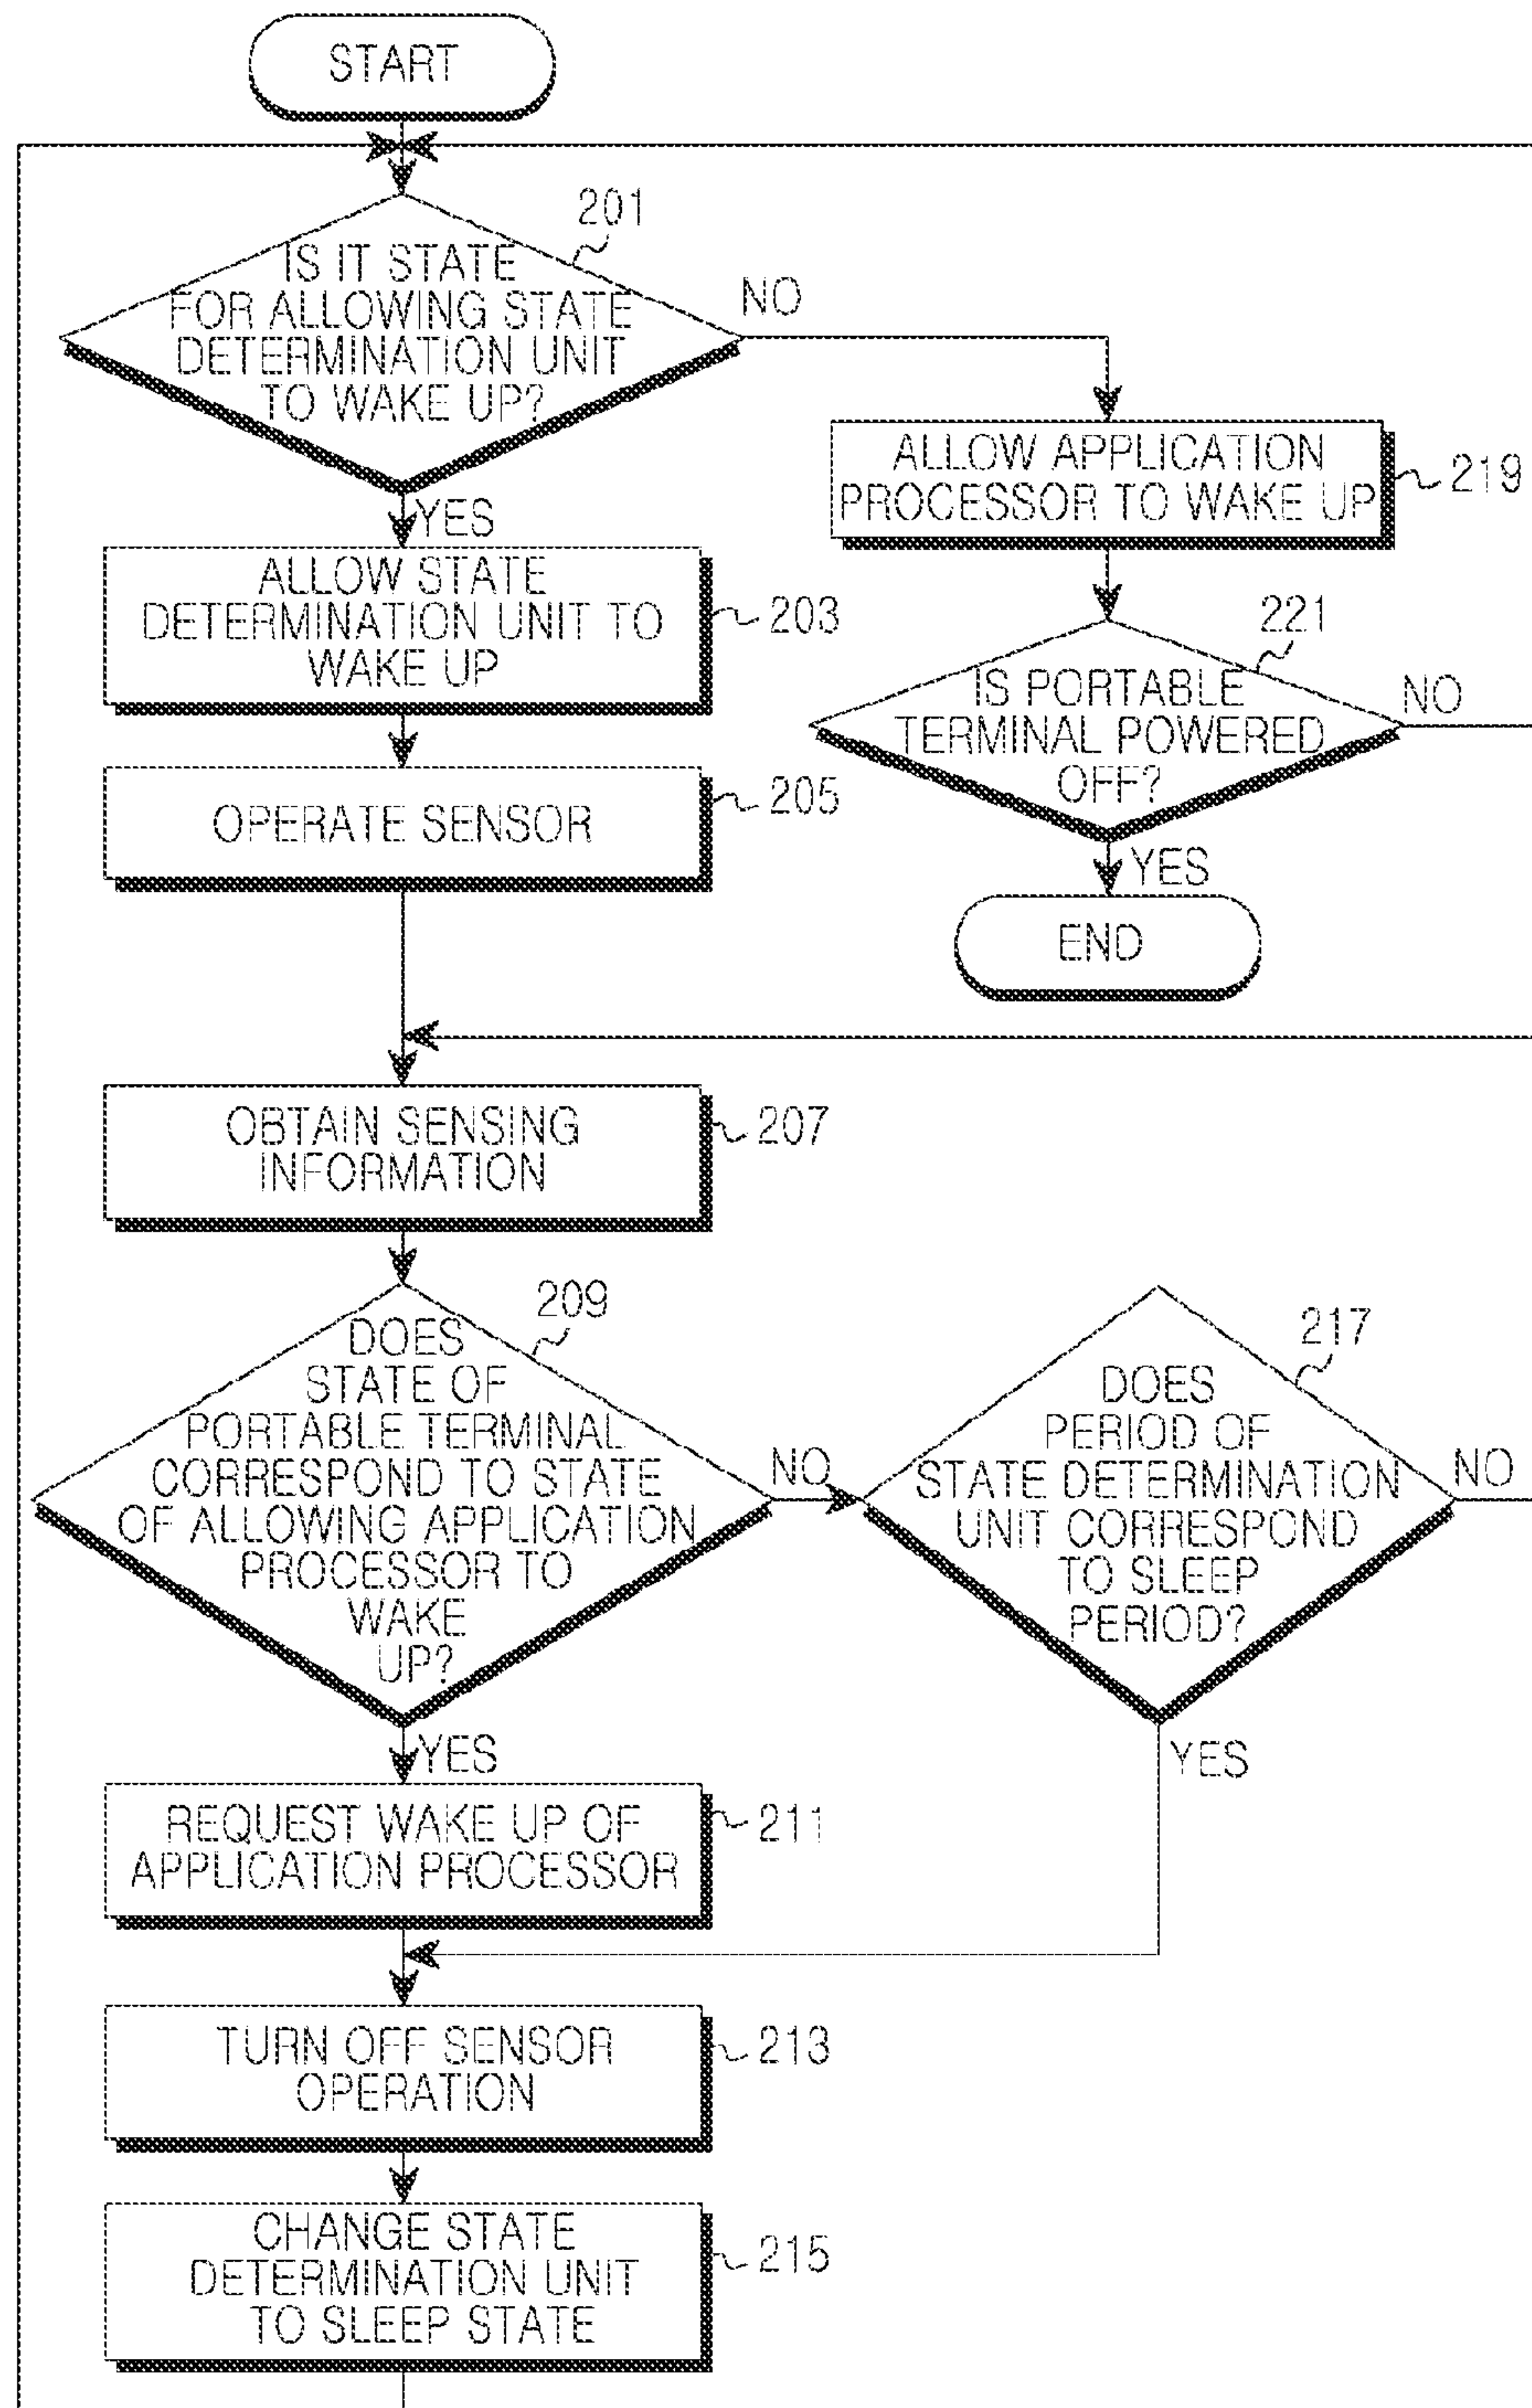 START
201
IS IT STATE
FOR ALLOWING STATE
DETERMINATION UNIT
TO WAKE UP?
NO
YES
ALLOW APPLICATION
PROCESSOR TO WAKE UP
219
ALLOW STATE
DETERMINATION UNIT TO
WAKE UP
203
221
IS PORTABLE
TERMINAL POWERED
OFF?
NO
YES
OPERATE SENSOR
205
END
OBTAIN SENSING
INFORMATION
207
209
DOES
STATE OF
PORTABLE TERMINAL
CORRESPOND TO STATE
OF ALLOWING APPLICATION
PROCESSOR TO
WAKE
UP?
NO
YES
217
DOES
PERIOD OF
STATE DETERMINATION
UNIT CORRESPOND
TO SLEEP
PERIOD?
NO
YES
REQUEST WAKE UP OF
APPLICATION PROCESSOR
211
TURN OFF SENSOR
OPERATION
213
CHANGE STATE
DETERMINATION UNIT
TO SLEEP STATE
215